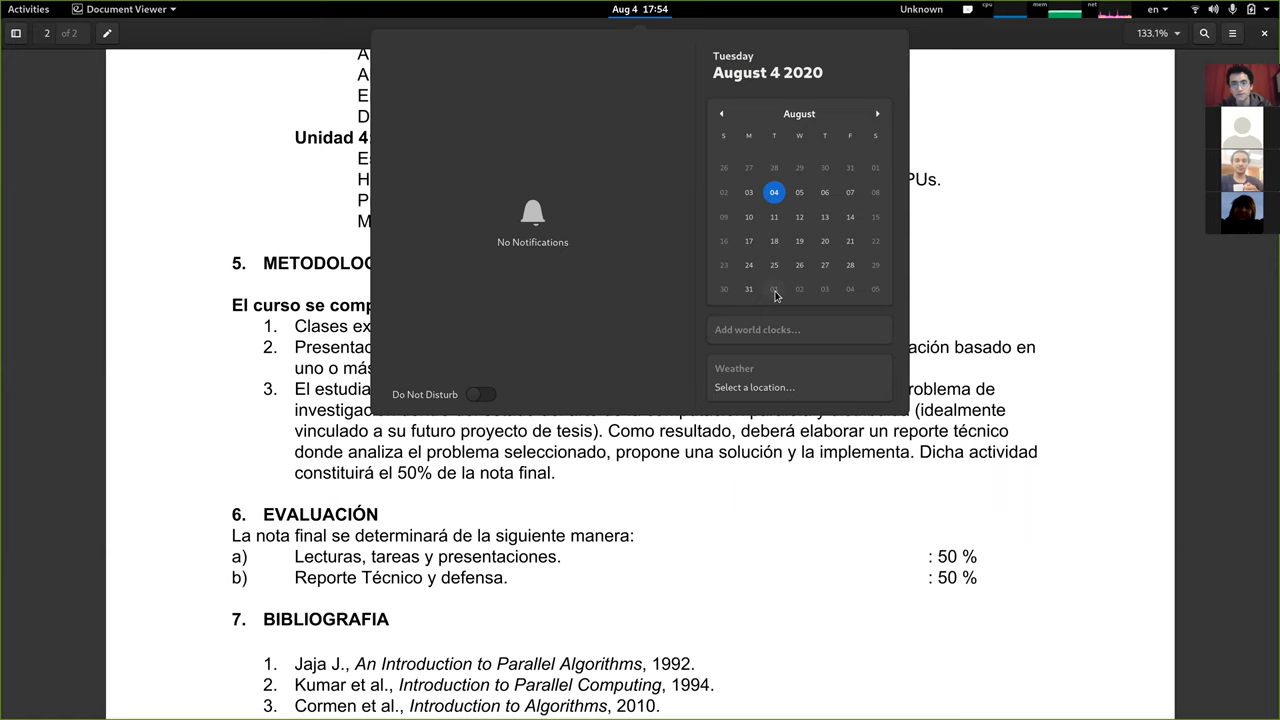 Activities Document Viewer Aug 4 17:54 Unknown cpu mem net en
2 of 2 133.1%
A
A
E
D
Unidad 4:
E
H PUs.
P
M
5. METODOLOG
El curso se comp
1. Clases ex
2. Presentac ación basado en
uno o más
3. El estudia roblema de
investigac (idealmente
vinculado a su futuro proyecto de tesis). Como resultado, deberá elaborar un reporte técnico
donde analiza el problema seleccionado, propone una solución y la implementa. Dicha actividad
constituirá el 50% de la nota final.
6. EVALUACIÓN
La nota final se determinará de la siguiente manera:
a) Lecturas, tareas y presentaciones. : 50 %
b) Reporte Técnico y defensa. : 50 %
7. BIBLIOGRAFIA
1. Jaja J., An Introduction to Parallel Algorithms, 1992.
2. Kumar et al., Introduction to Parallel Computing, 1994.
3. Cormen et al., Introduction to Algorithms, 2010.
No Notifications
Do Not Disturb
Tuesday
August 4 2020
August
S M T W T F S
26 27 28 29 30 31 01
02 03 04 05 06 07 08
09 10 11 12 13 14 15
16 17 18 19 20 21 22
23 24 25 26 27 28 29
30 31 01 02 03 04 05
Add world clocks...
Weather
Select a location...